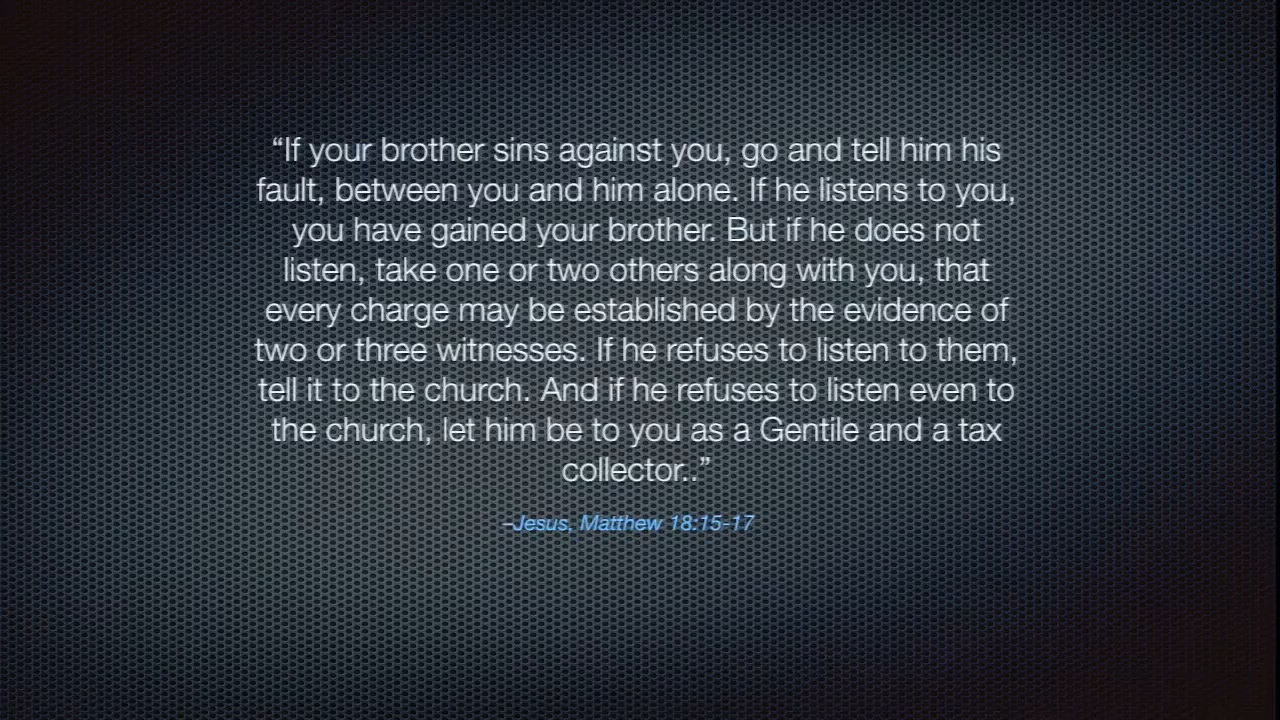 “If your brother sins against you, go and tell him his
fault, between you and him alone. If he listens to you,
you have gained your brother. But if he does not
listen, take one or two others along with you, that
every charge may be established by the evidence of
two or three witnesses. If he refuses to listen to them,
tell it to the church. And if he refuses to listen even to
the church, let him be to you as a Gentile and a tax
collector..”
–Jesus, Matthew 18:15-17